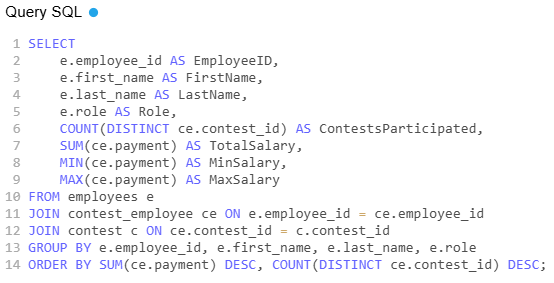 Query SQL
1 SELECT
2     e.employee_id AS EmployeeID,
3     e.first_name AS FirstName,
4     e.last_name AS LastName,
5     e.role AS Role,
6     COUNT(DISTINCT ce.contest_id) AS ContestsParticipated,
7     SUM(ce.payment) AS TotalSalary,
8     MIN(ce.payment) AS MinSalary,
9     MAX(ce.payment) AS MaxSalary
10 FROM employees e
11 JOIN contest_employee ce ON e.employee_id = ce.employee_id
12 JOIN contest c ON ce.contest_id = c.contest_id
13 GROUP BY e.employee_id, e.first_name, e.last_name, e.role
14 ORDER BY SUM(ce.payment) DESC, COUNT(DISTINCT ce.contest_id) DESC;